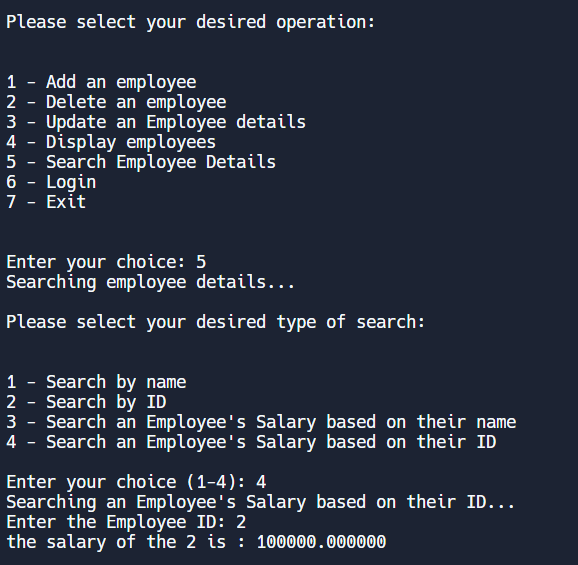 Please select your desired operation:
1 - Add an employee
2 - Delete an employee
3 - Update an Employee details
4 - Display employees
5 - Search Employee Details
6 - Login
7 - Exit
Enter your choice: 5
Searching employee details...
Please select your desired type of search:
1 - Search by name
2 - Search by ID
3 - Search an Employee's Salary based on their name
4 - Search an Employee's Salary based on their ID
Enter your choice (1-4): 4
Searching an Employee's Salary based on their ID...
Enter the Employee ID: 2
the salary of the 2 is : 100000.000000